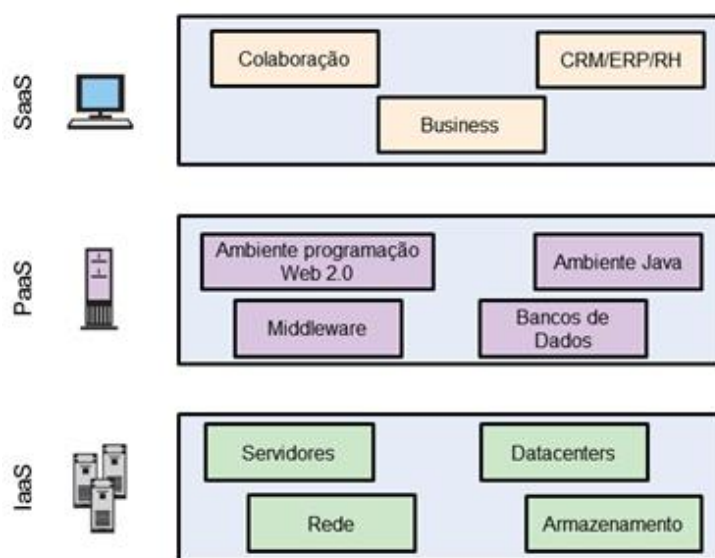 SaaS
Colaboração
CRM/ERP/RH
Business
PaaS
Ambiente programação
Web 2.0
Ambiente Java
Middleware
Bancos de
Dados
IaaS
Servidores
Datacenters
Rede
Armazenamento